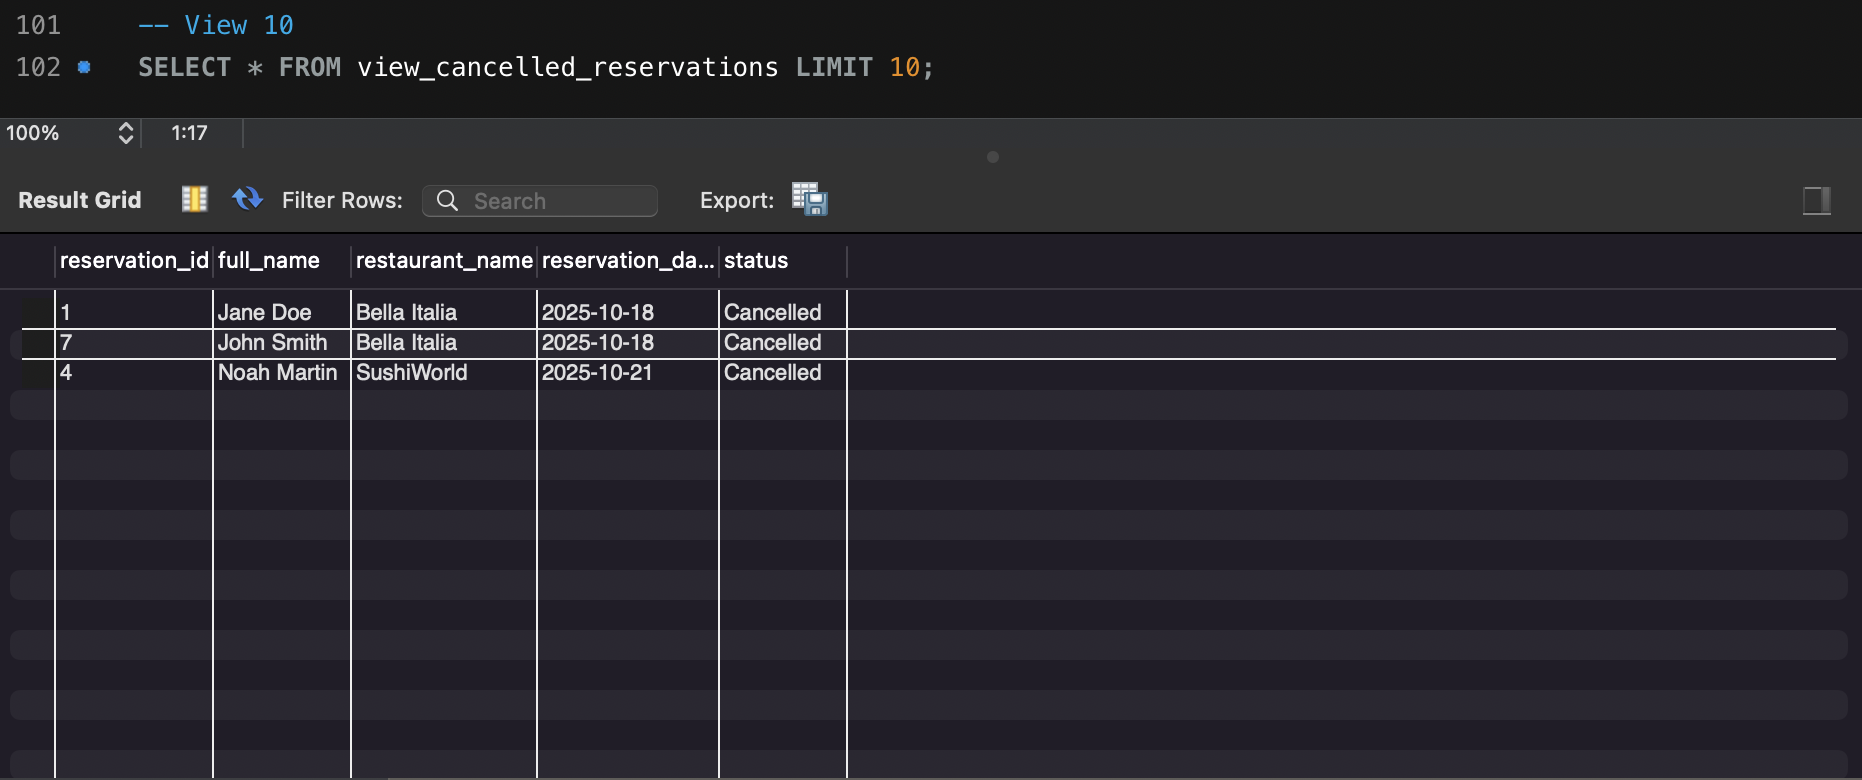 101 -- View 10
102 SELECT * FROM view_cancelled_reservations LIMIT 10;
100% 1:17
Result Grid Filter Rows: Search Export:
reservation_id full_name restaurant_name reservation_da... status
1 Jane Doe Bella Italia 2025-10-18 Cancelled
7 John Smith Bella Italia 2025-10-18 Cancelled
4 Noah Martin SushiWorld 2025-10-21 Cancelled